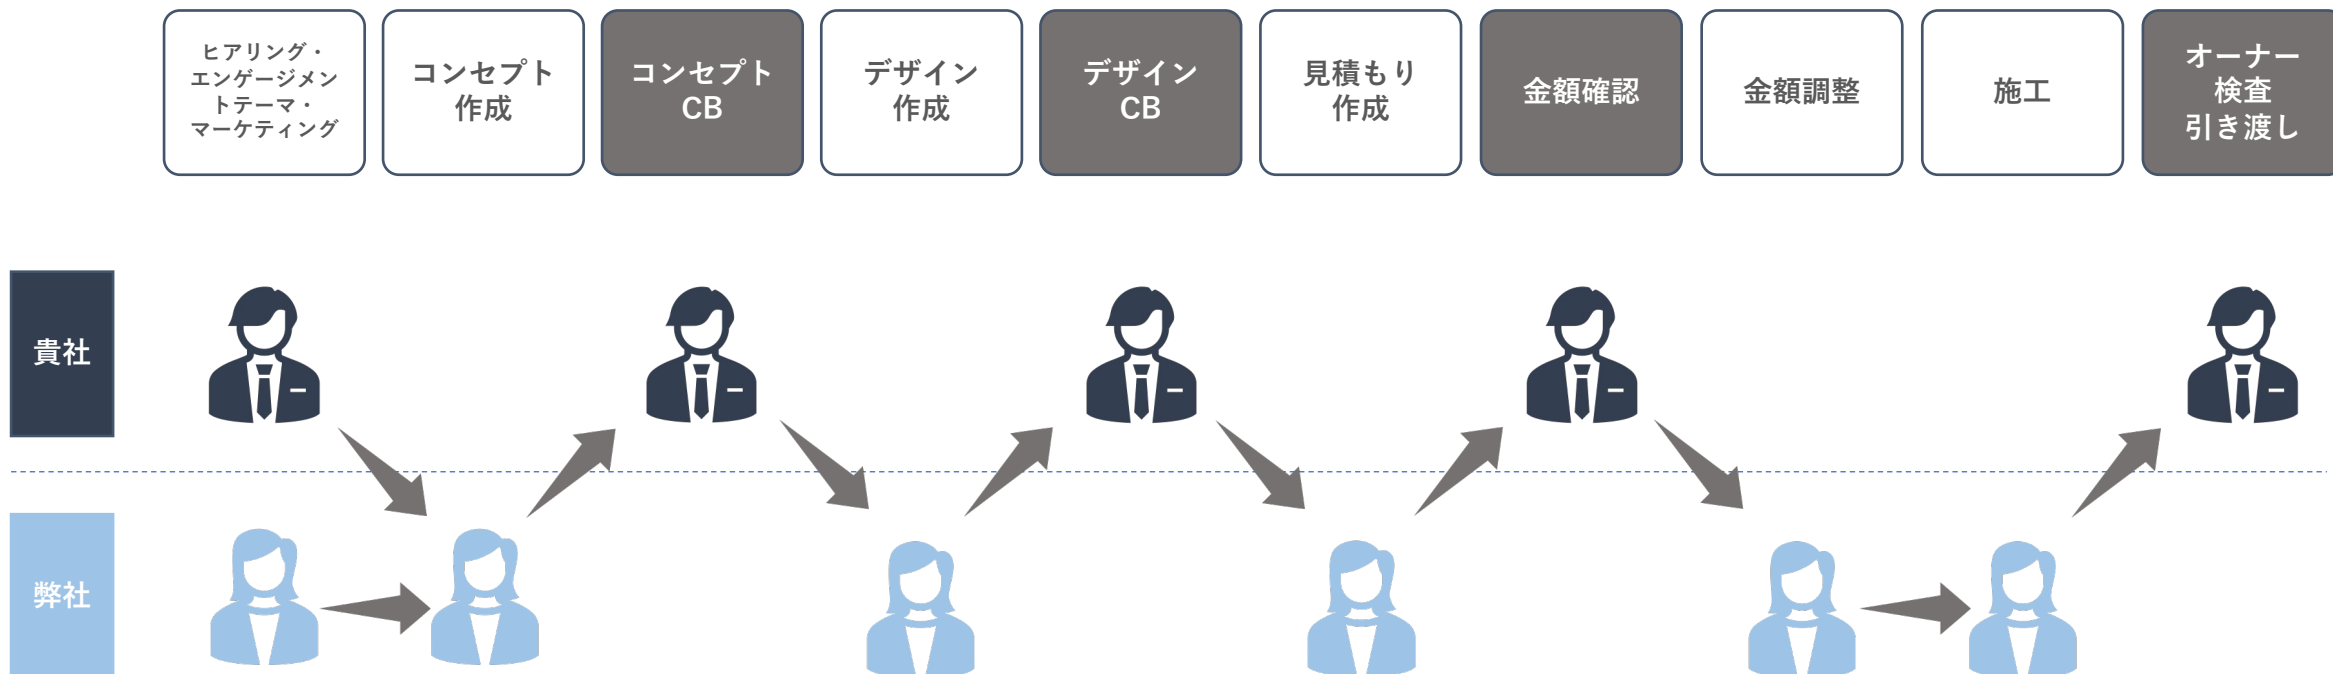 ヒアリング・
エンゲージメン
トテーマ・
マーケティング
コンセプト
作成
コンセプト
CB
デザイン
作成
デザイン
CB
見積もり
作成
金額確認
金額調整
施工
オーナー
検査
引き渡し
貴社
弊社